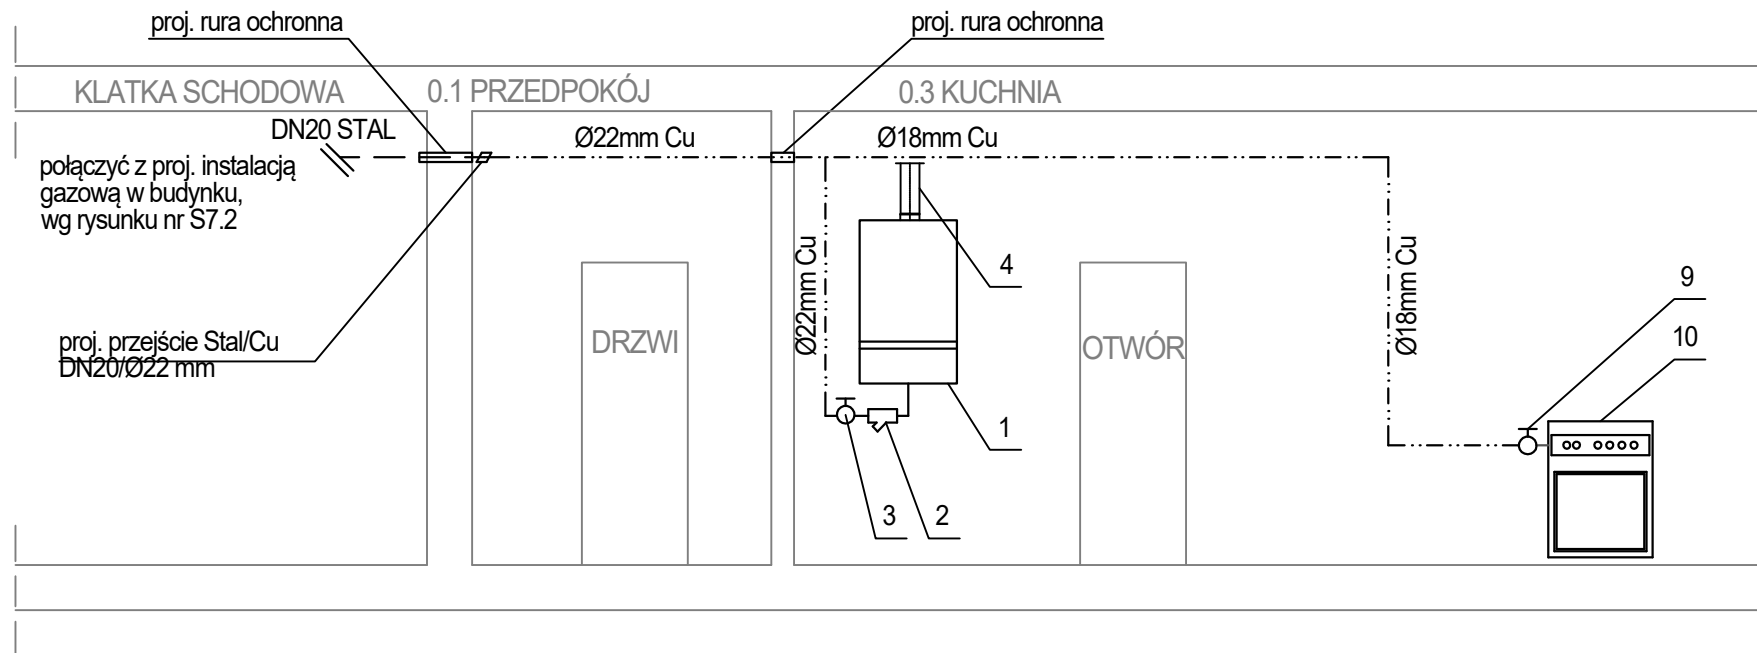 proj. rura ochronna
proj. rura ochronna
KLATKA SCHODOWA
0.1 PRZEDPOKÓJ
0.3 KUCHNIA
DN20 STAL
Ø22mm Cu
Ø18mm Cu
połączyć z proj. instalacją
gazową w budynku,
wg rysunku nr S7.2
Ø22mm Cu
4
Ø18mm Cu
9
proj. przejście Stal/Cu
DN20/Ø22 mm
DRZWI
OTWÓR
10
1
3
2